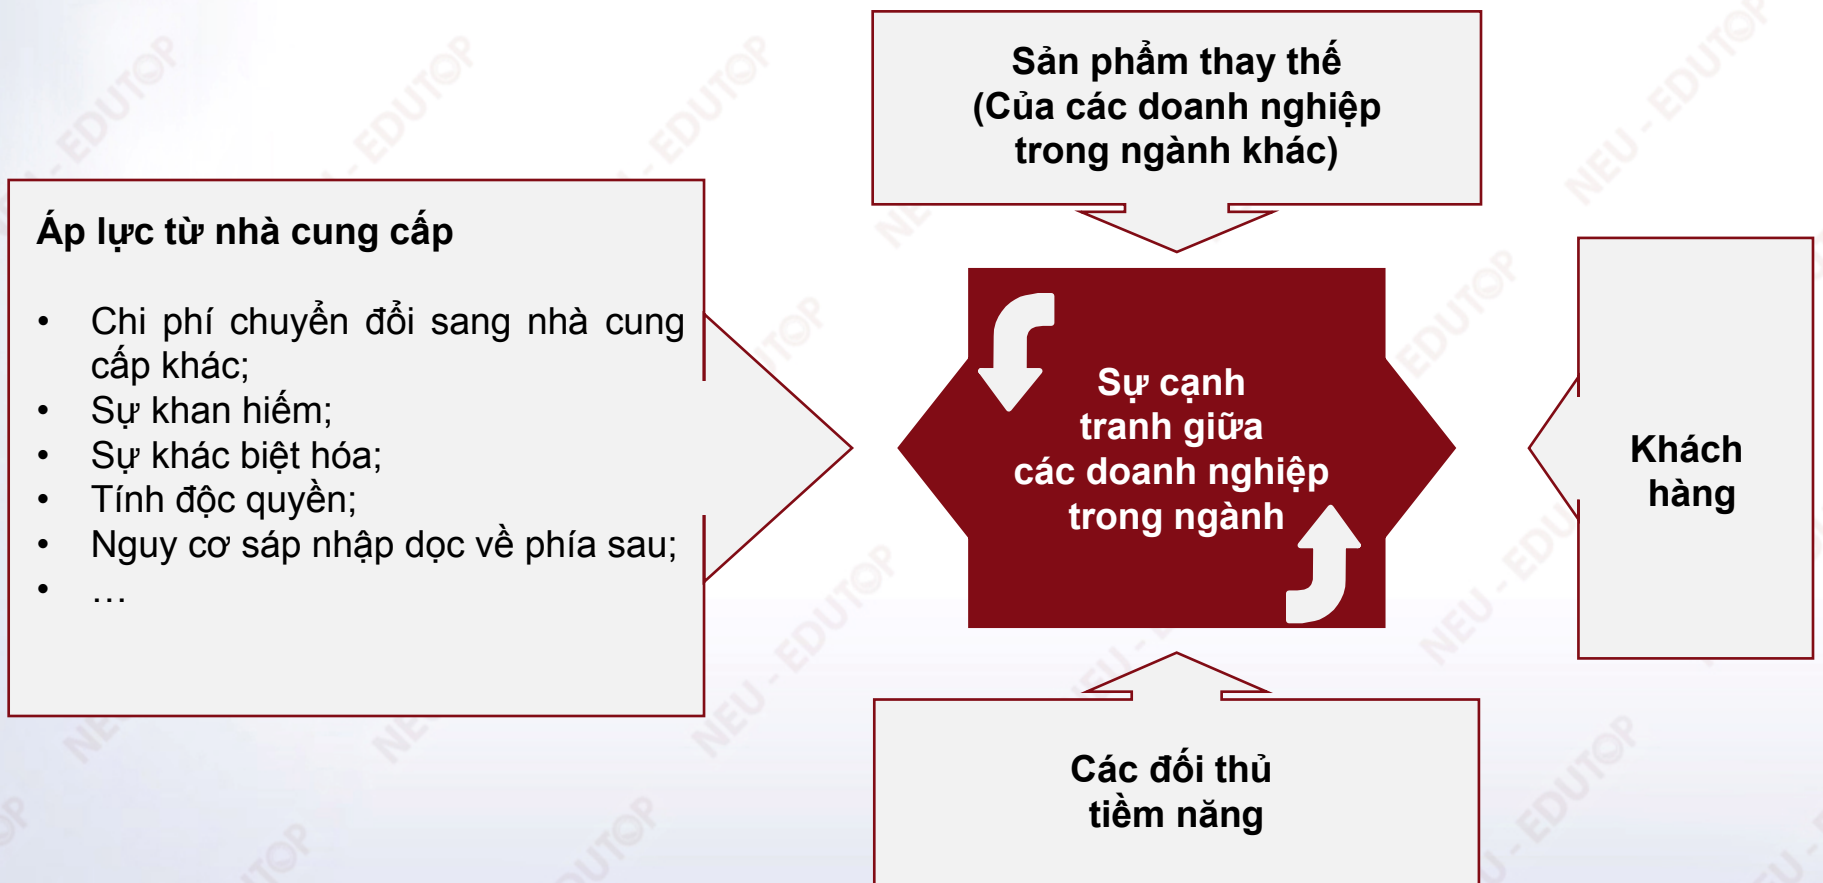 Sản phẩm thay thế
(Của các doanh nghiệp
trong ngành khác)
Áp lực từ nhà cung cấp
• Chi phí chuyển đổi sang nhà cung
cấp khác;
• Sự khan hiếm;
• Sự khác biệt hóa;
• Tính độc quyền;
• Nguy cơ sáp nhập dọc về phía sau;
• …
Sự cạnh
tranh giữa
các doanh nghiệp
trong ngành
Khách
hàng
Các đối thủ
tiềm năng
NEU - EDUTOP